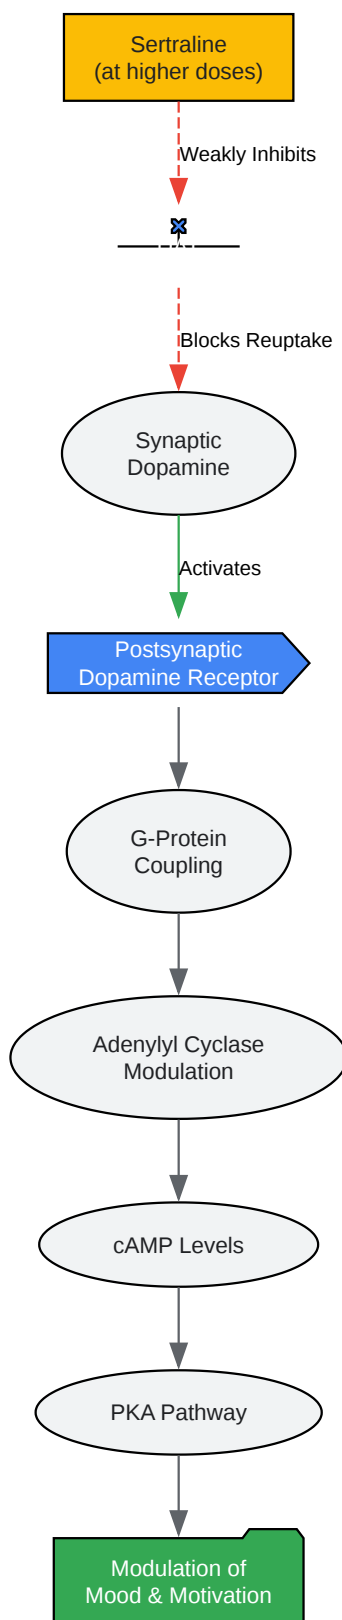 Sertraline
(at higher doses)
Weakly Inhibits
Blocks Reuptake
Synaptic
Dopamine
Activates
Postsynaptic
Dopamine Receptor
G-Protein
Coupling
Adenylyl Cyclase
Modulation
cAMP Levels
PKA Pathway
Modulation of
Mood & Motivation